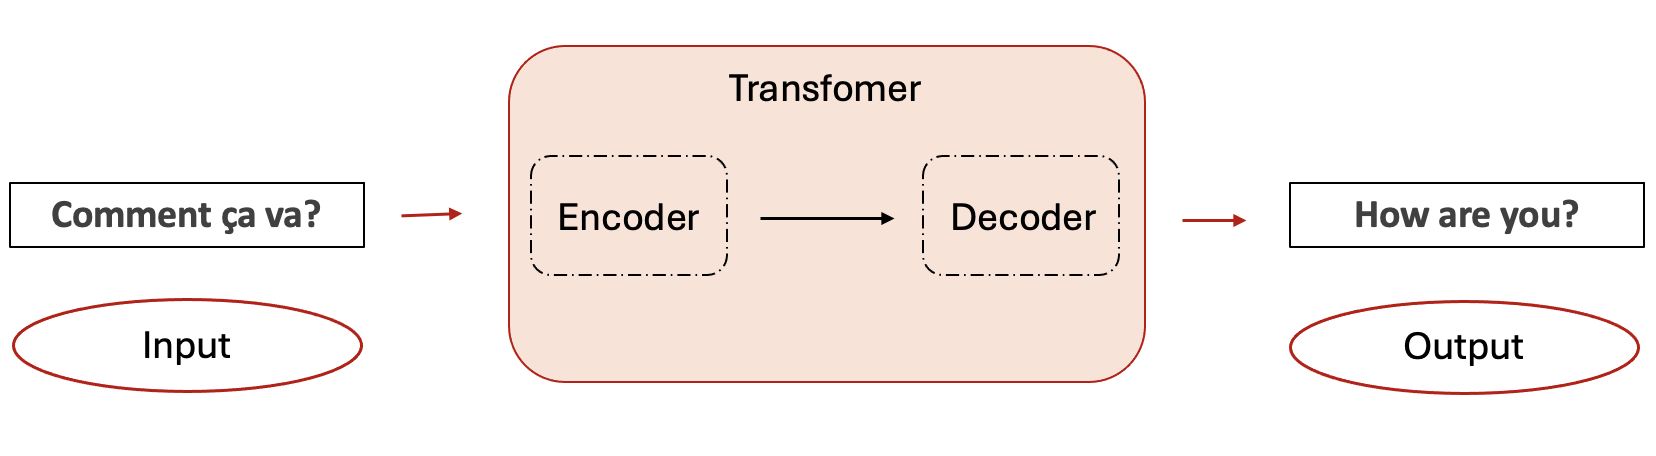 Transfomer
Comment ça va?
Encoder
Decoder
How are you?
Input
Output